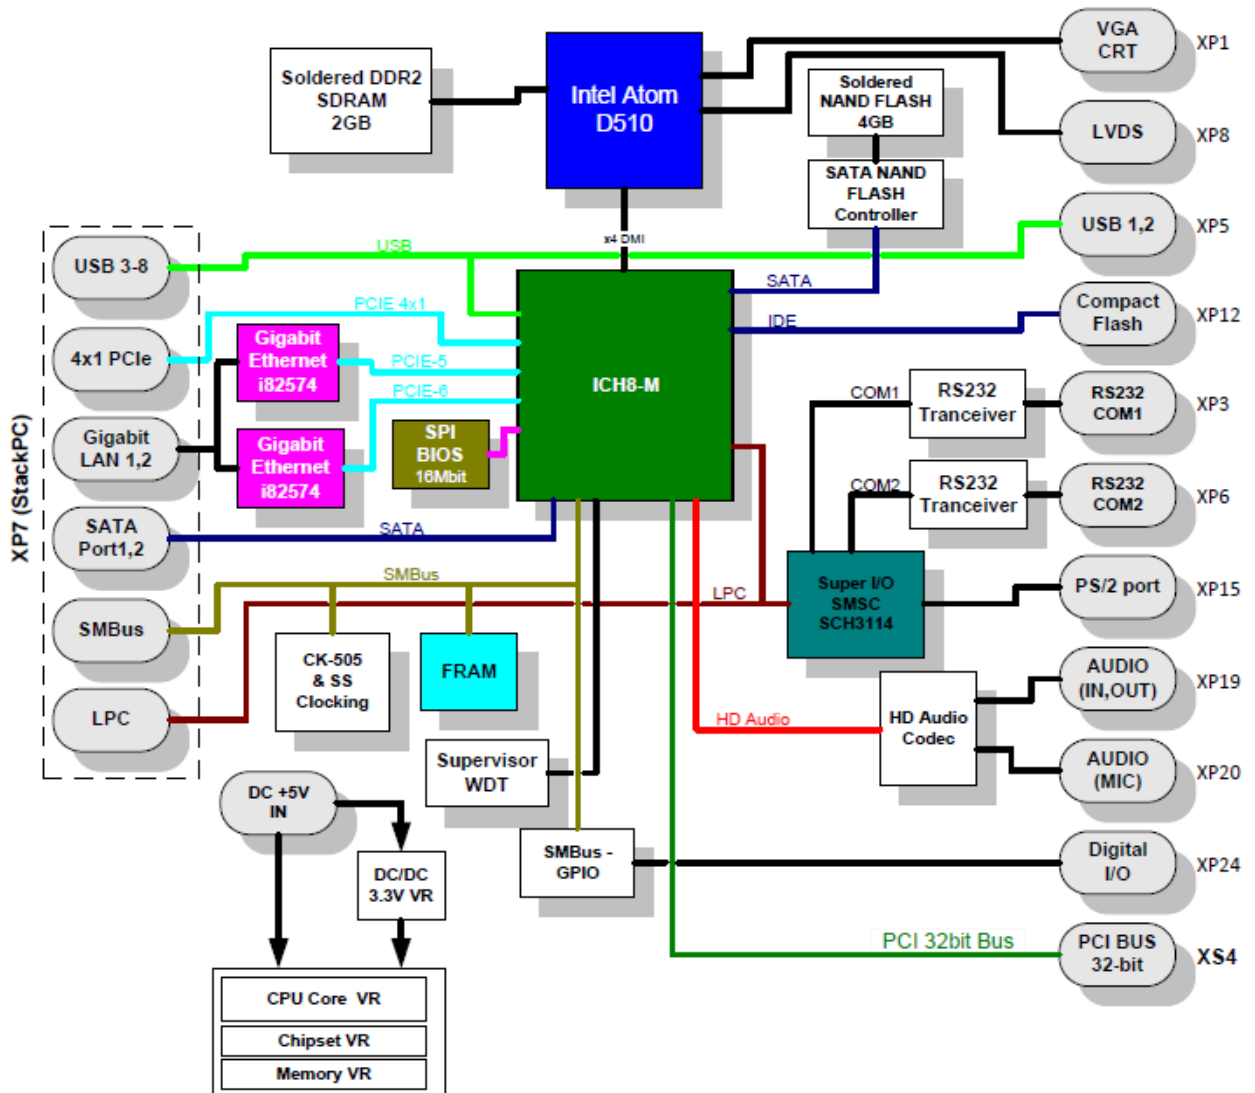 VGA
CRT
XP1
Soldered DDR2
SDRAM
2GB
Intel Atom
D510
Soldered
NAND FLASH
4GB
LVDS
XP8
SATA NAND
FLASH
Controller
x4 DMI
USB 1,2
XP5
USB
USB 3-8
SATA
PCIE 4x1
IDE
Compact
Flash
XP12
4x1 PCIe
Gigabit
Ethernet
i82574
PCIE-5
PCIE-6
ICH8-M
COM1
RS232
Tranceiver
RS232
COM1
XP3
Gigabit
LAN 1,2
Gigabit
Ethernet
i82574
SPI
BIOS
16Mbit
COM2
RS232
Tranceiver
RS232
COM2
XP6
XP7 (StackPC)
SATA
Port1,2
SATA
SMBus
LPC
Super I/O
SMSC
SCH3114
PS/2 port
XP15
SMBus
CK-505
& SS
Clocking
FRAM
AUDIO
(IN,OUT)
XP19
LPC
HD Audio
HD Audio
Codec
Supervisor
WDT
AUDIO
(MIC)
XP20
DC +5V
IN
DC/DC
3.3V VR
SMBus -
GPIO
Digital
I/O
XP24
PCI 32bit Bus
PCI BUS
32-bit
XS4
CPU Core VR
Chipset VR
Memory VR